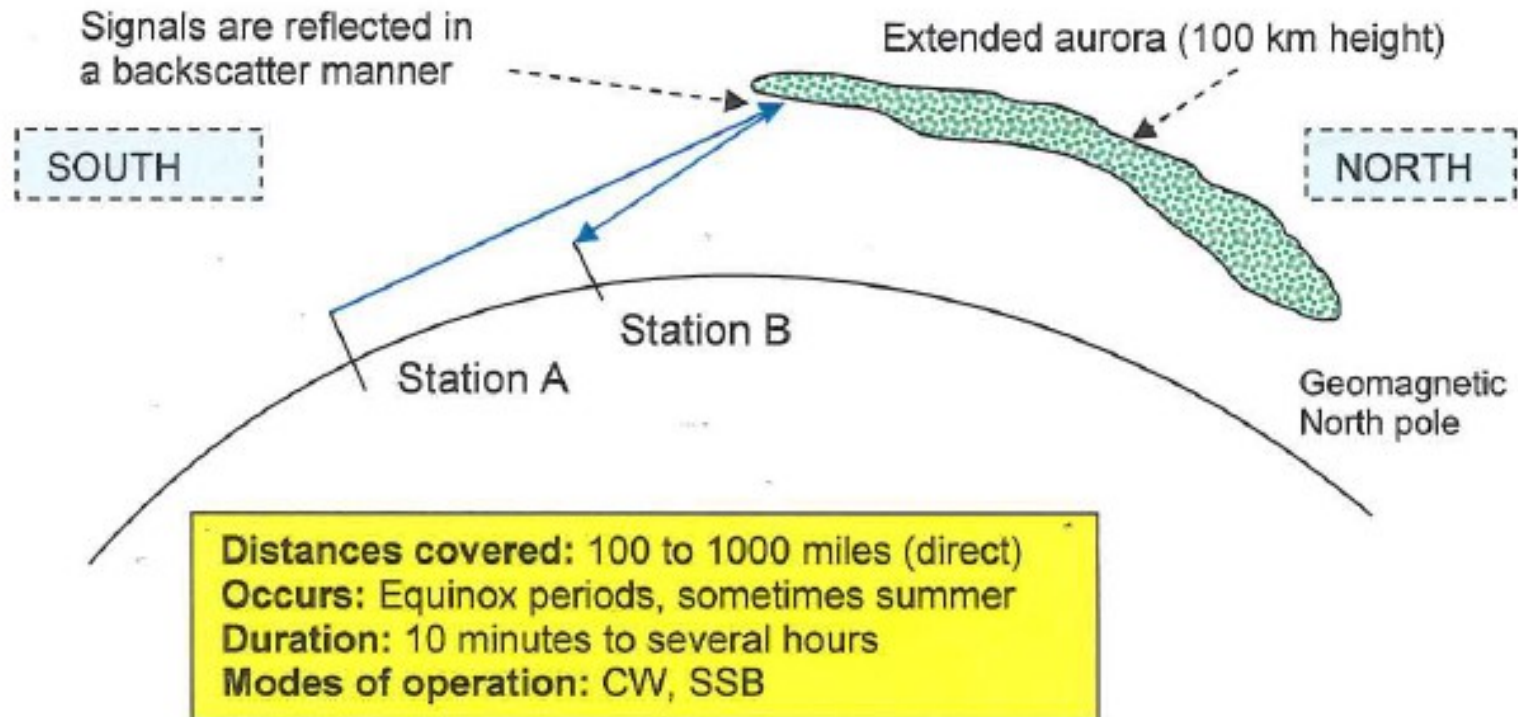 Signals are reflected in
a backscatter manner
Extended aurora (100 km height)
SOUTH
NORTH
Station B
Station A
Geomagnetic
North pole
Distances covered: 100 to 1000 miles (direct)
Occurs: Equinox periods, sometimes summer
Duration: 10 minutes to several hours
Modes of operation: CW, SSB